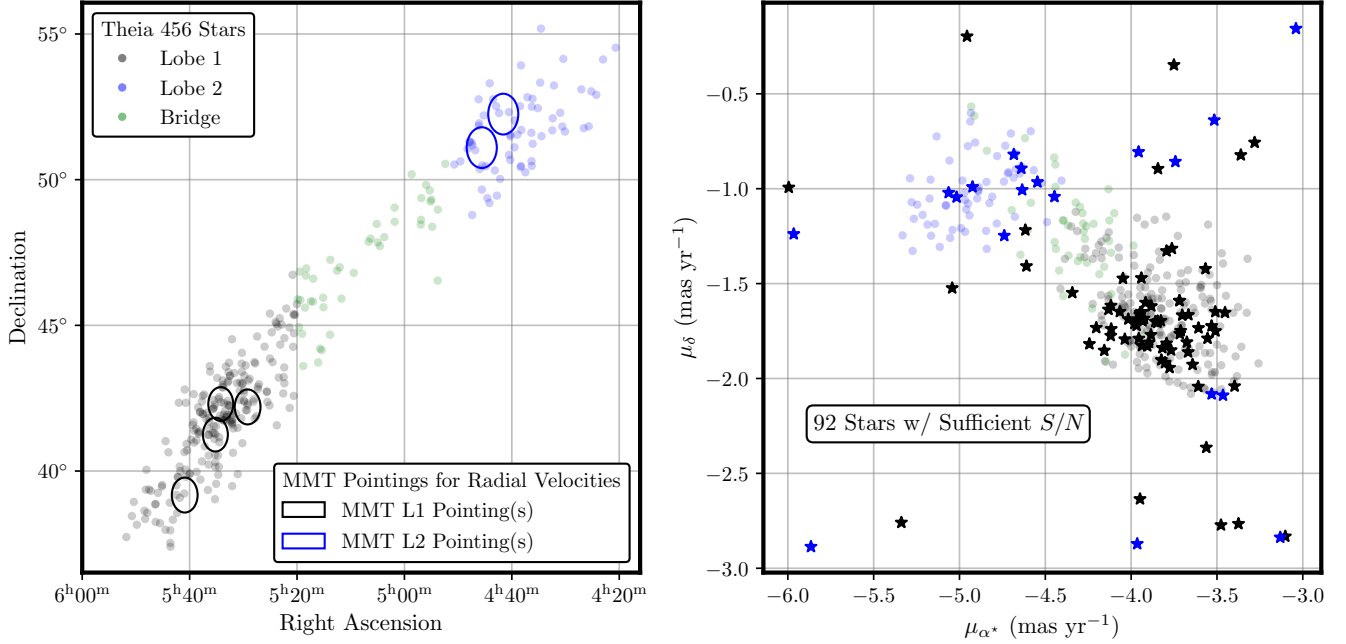 Theia 456 Stars
Lobe 1
Lobe 2
Bridge
55°
50°
45°
40°
Declination
MMT Pointings for Radial Velocities
MMT L1 Pointing(s)
MMT L2 Pointing(s)
6ʰ00ᵐ 5ʰ40ᵐ 5ʰ20ᵐ 5ʰ00ᵐ 4ʰ40ᵐ 4ʰ20ᵐ
Right Ascension
−0.5
−1.0
−1.5
−2.0
−2.5
−3.0
μδ (mas yr⁻¹)
92 Stars w/ Sufficient S/N
−6.0 −5.5 −5.0 −4.5 −4.0 −3.5 −3.0
μα⋆ (mas yr⁻¹)